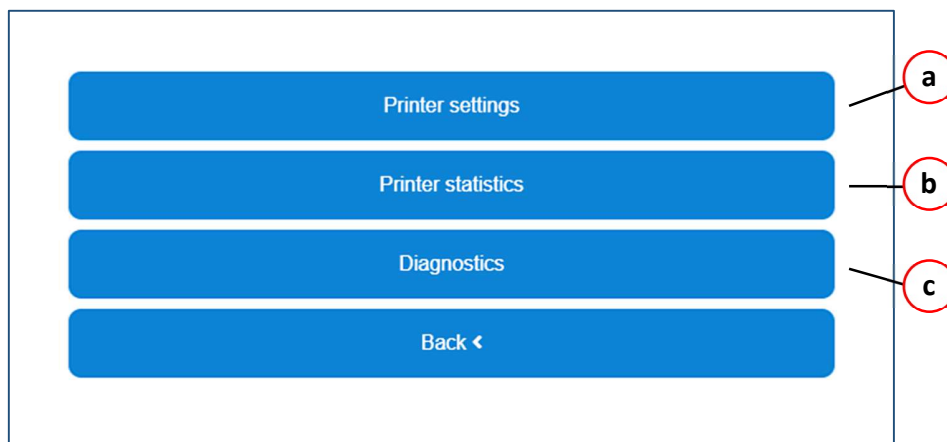 Printer settings
a
Printer statistics
b
Diagnostics
c
Back